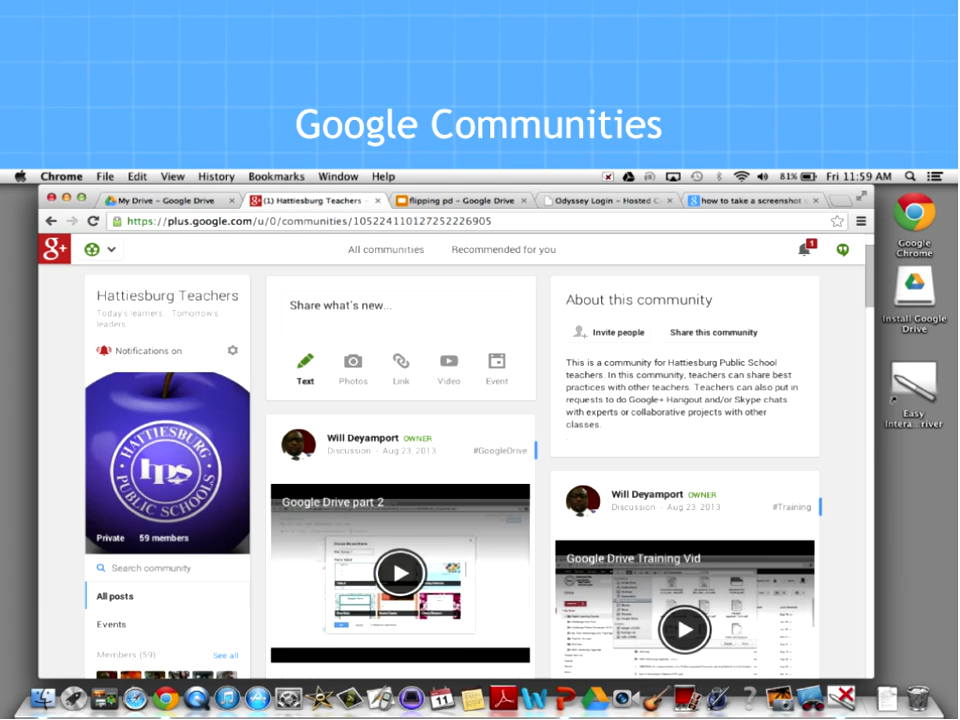 Google Communities
Chrome File Edit View History Bookmarks Window Help 81% Fri 11:59 AM
My Drive – Google Drive
(1) Hattiesburg Teachers -
flipping pd – Google Drive
Odyssey Login – Hosted C
how to take a screenshot o
https://plus.google.com/u/0/communities/105224110127252226905
g+
All communities Recommended for you
1
Google
Chrome
Install Google
Drive
Easy
Intera...river
Hattiesburg Teachers
Today's learners. Tomorrow's
leaders.
Notifications on
HATTIESBURG
hps
PUBLIC SCHOOLS
Private 59 members
Search community
All posts
Events
Members (59) See all
Share what's new...
Text Photos Link Video Event
Will Deyamport OWNER
Discussion - Aug 23, 2013 #GoogleDrive
Google Drive part 2
About this community
Invite people Share this community
This is a community for Hattiesburg Public School
teachers. In this community, teachers can share best
practices with other teachers. Teachers can also put in
requests to do Google+ Hangout and/or Skype chats
with experts or collaborative projects with other
classes.
Will Deyamport OWNER
Discussion - Aug 23, 2013 #Training
Google Drive Training Vid
11